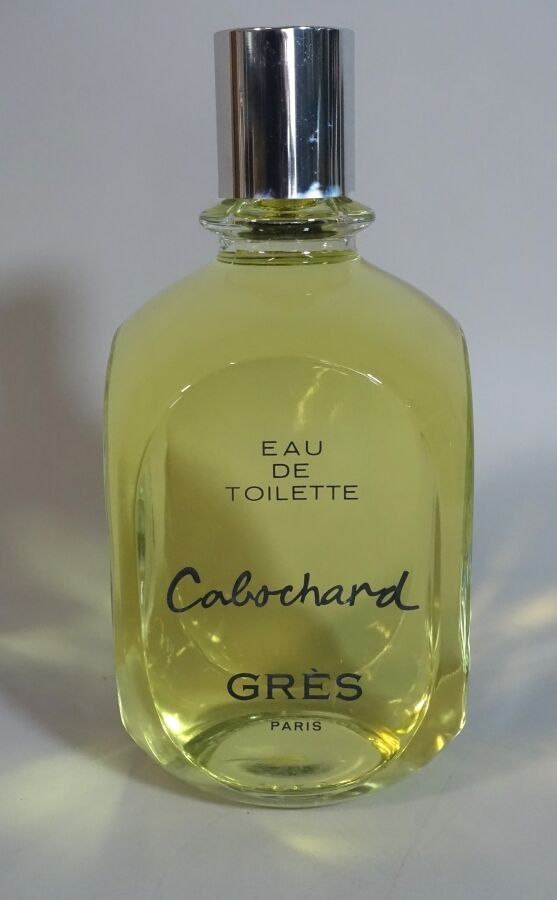 EAU
DE
TOILETTE
Cabochard
GRÈS
PARIS